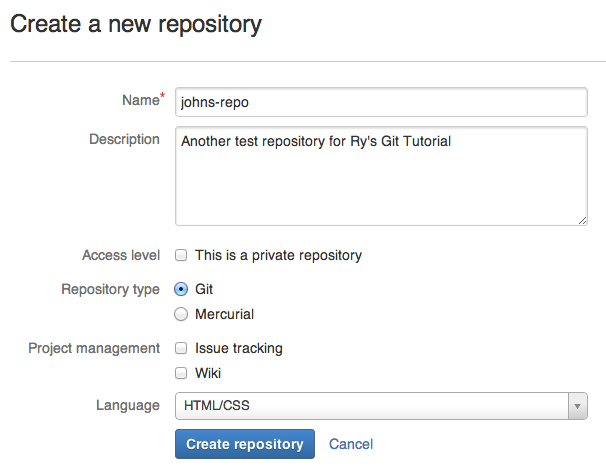 Create a new repository
Name* johns-repo
Description Another test repository for Ry's Git Tutorial
Access level This is a private repository
Repository type Git
Mercurial
Project management Issue tracking
Wiki
Language HTML/CSS
Create repository Cancel